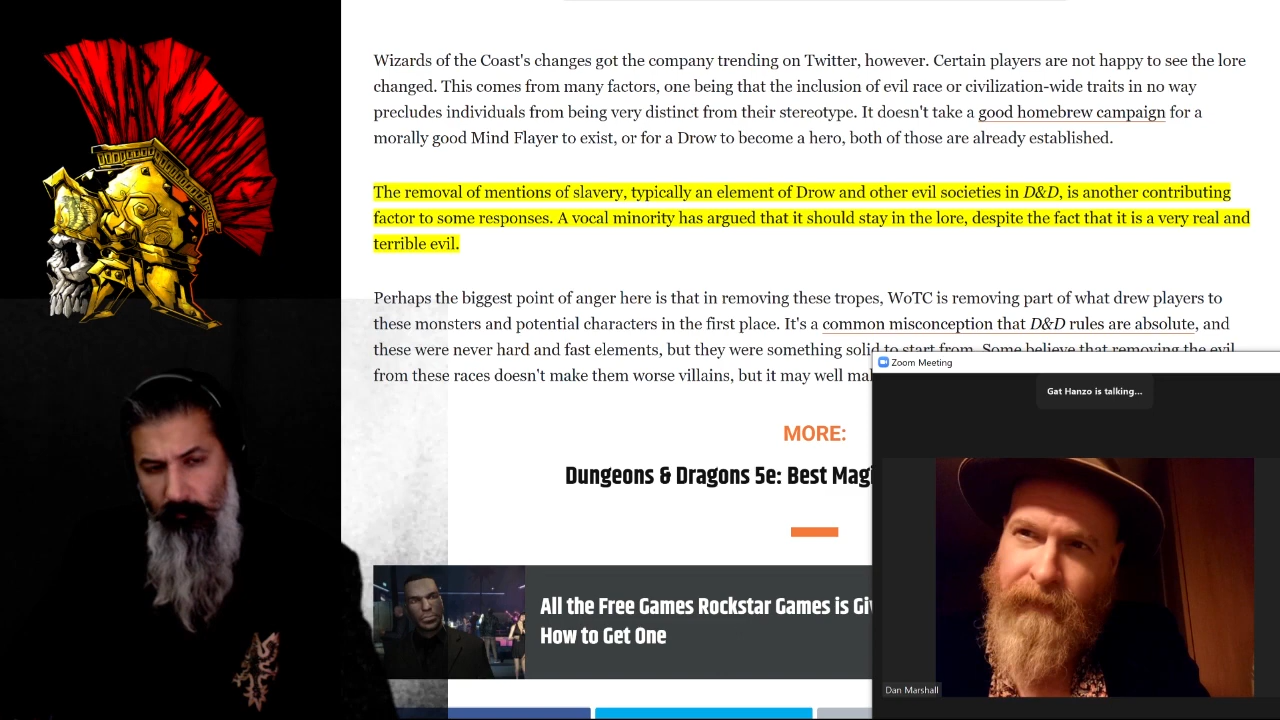 Wizards of the Coast's changes got the company trending on Twitter, however. Certain players are not happy to see the lore
changed. This comes from many factors, one being that the inclusion of evil race or civilization-wide traits in no way
precludes individuals from being very distinct from their stereotype. It doesn't take a good homebrew campaign for a
morally good Mind Flayer to exist, or for a Drow to become a hero, both of those are already established.
The removal of mentions of slavery, typically an element of Drow and other evil societies in D&D, is another contributing
factor to some responses. A vocal minority has argued that it should stay in the lore, despite the fact that it is a very real and
terrible evil.
Perhaps the biggest point of anger here is that in removing these tropes, WoTC is removing part of what drew players to
these monsters and potential characters in the first place. It's a common misconception that D&D rules are absolute, and
these were never hard and fast elements, but they were something solid to start from. Some believe that removing the evil
from these races doesn't make them worse villains, but it may well
Zoom Meeting
Gat Hanzo is talking...
MORE:
Dungeons & Dragons 5e: Best
All the Free Games Rockstar Games is
How to Get One
Dan Marshall